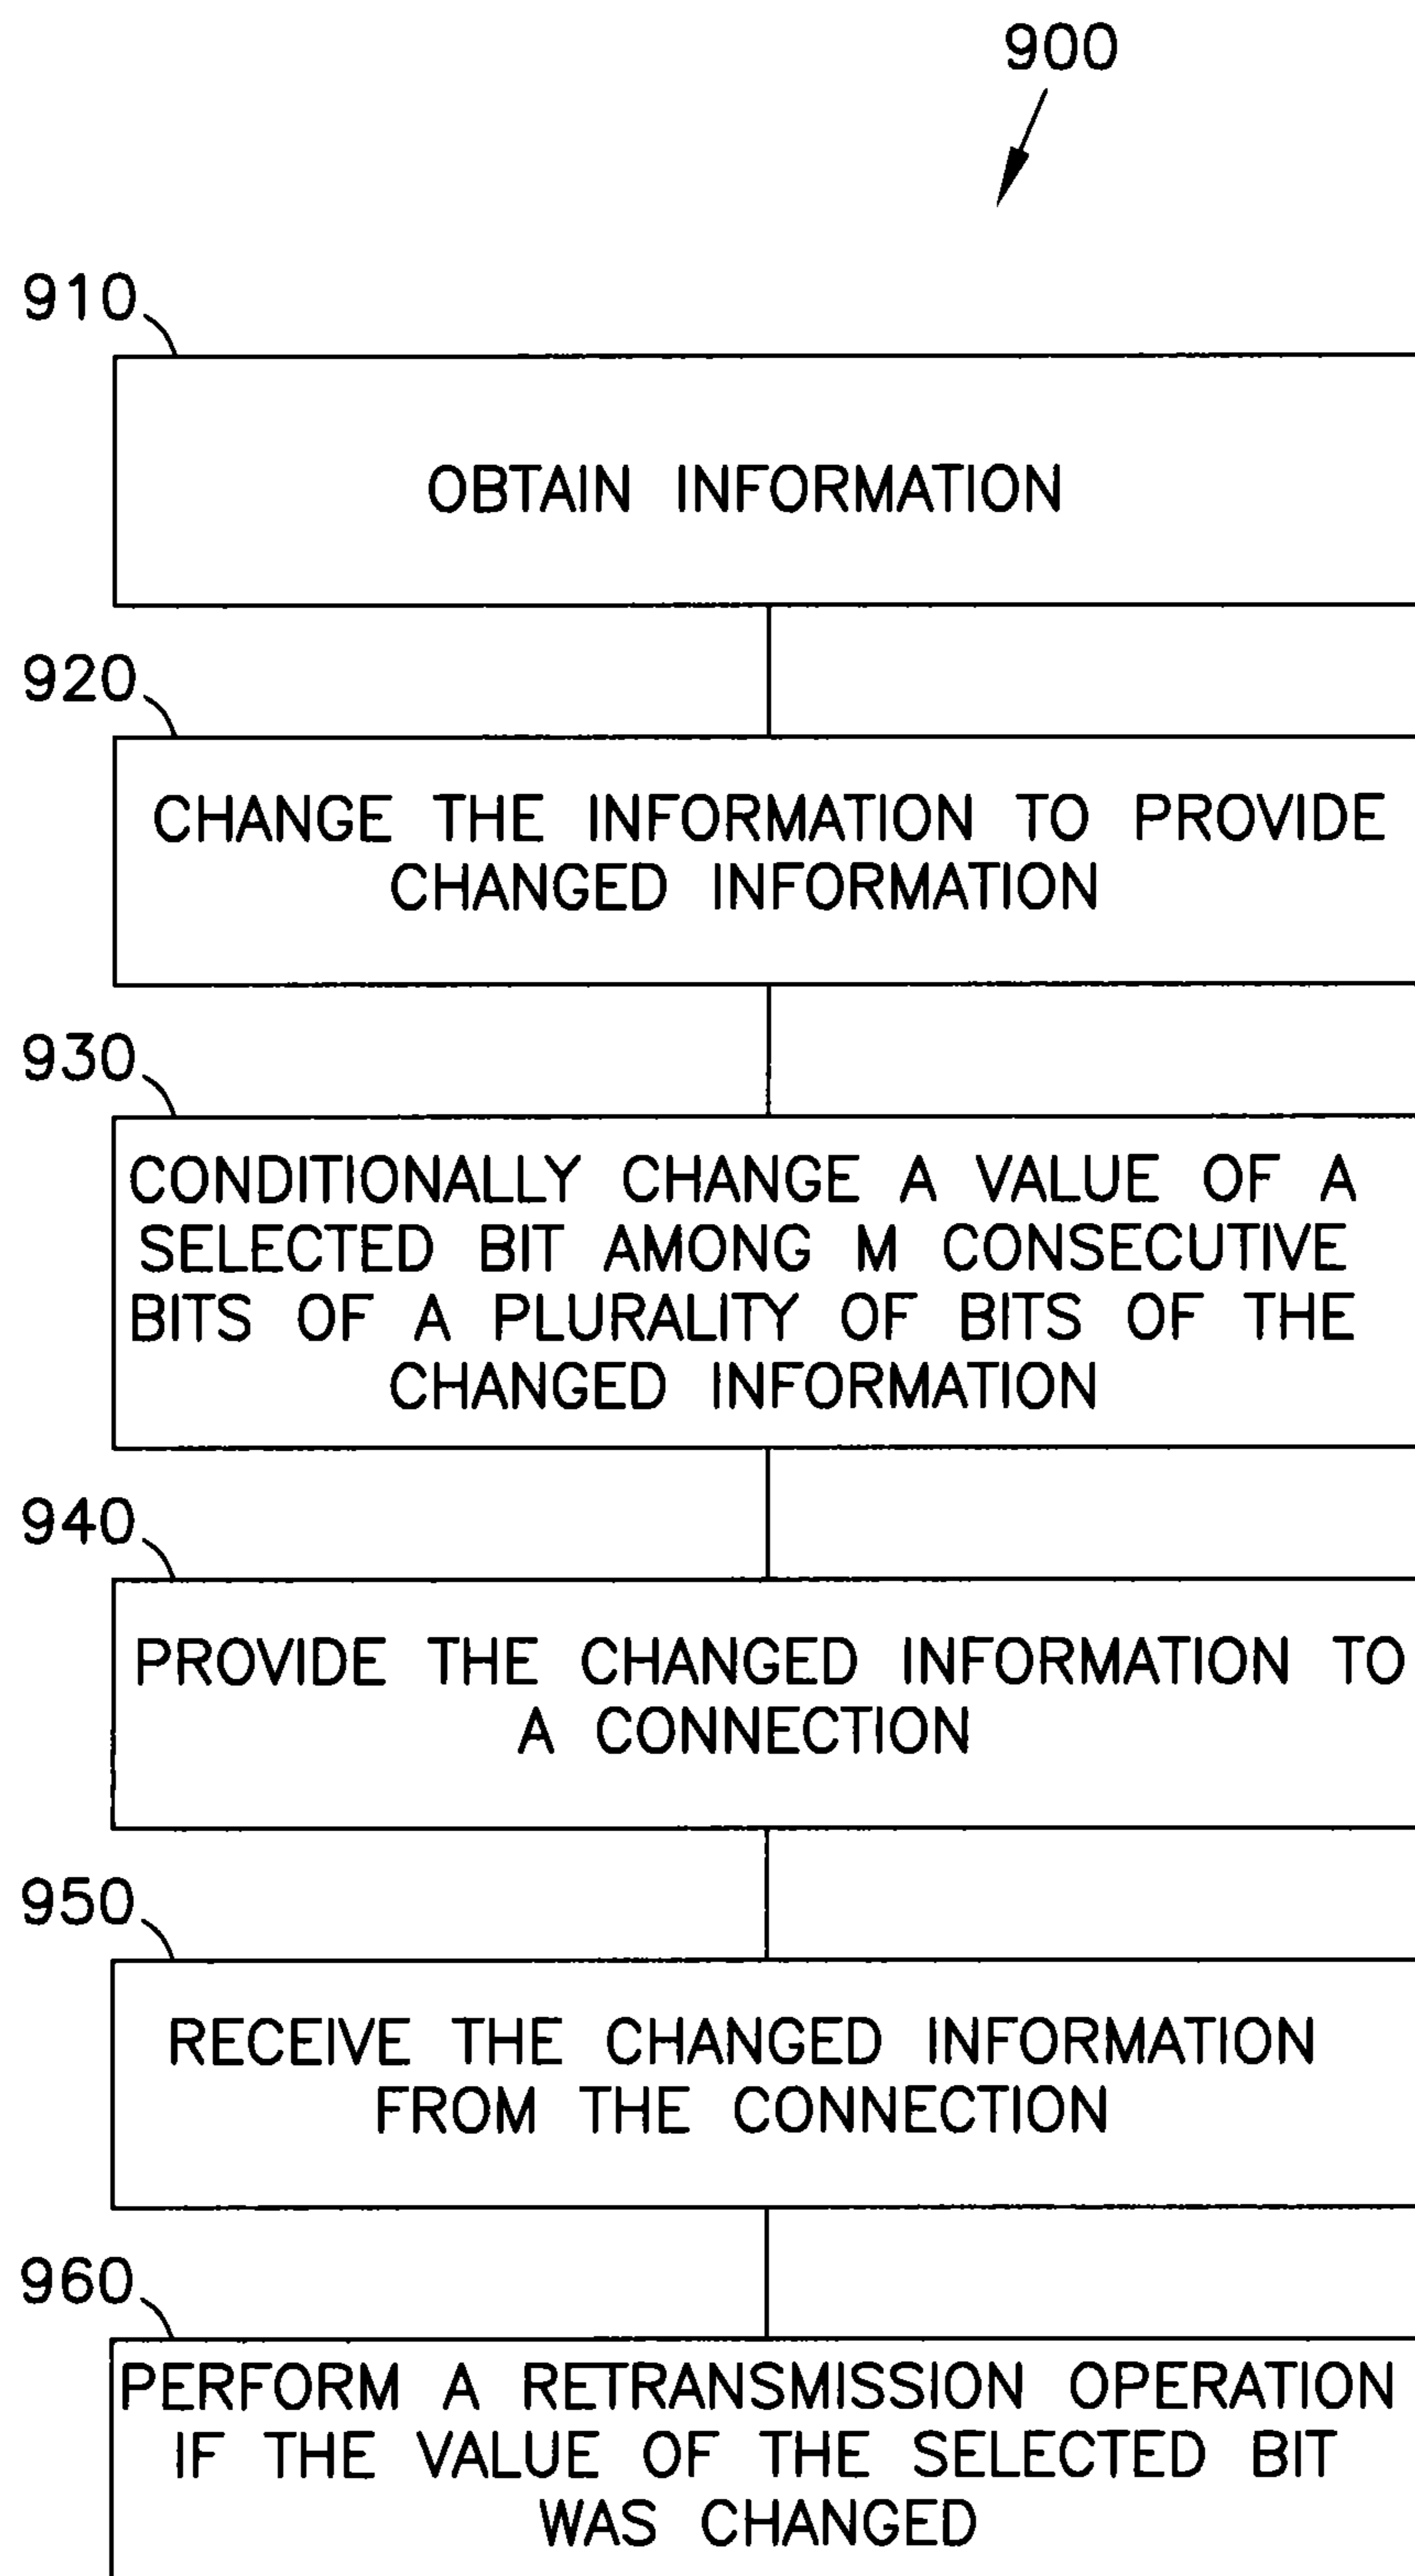 900
910
OBTAIN INFORMATION
920
CHANGE THE INFORMATION TO PROVIDE
CHANGED INFORMATION
930
CONDITIONALLY CHANGE A VALUE OF A
SELECTED BIT AMONG M CONSECUTIVE
BITS OF A PLURALITY OF BITS OF THE
CHANGED INFORMATION
940
PROVIDE THE CHANGED INFORMATION TO
A CONNECTION
950
RECEIVE THE CHANGED INFORMATION
FROM THE CONNECTION
960
PERFORM A RETRANSMISSION OPERATION
IF THE VALUE OF THE SELECTED BIT
WAS CHANGED